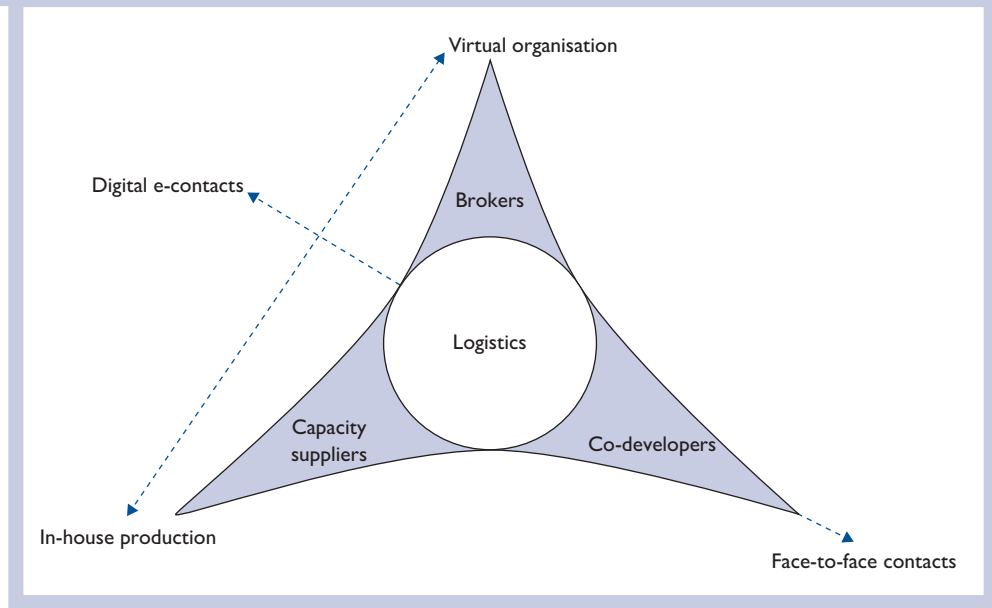 Virtual organisation
Digital e-contacts
Brokers
Logistics
Capacity
suppliers
Co-developers
In-house production
Face-to-face contacts